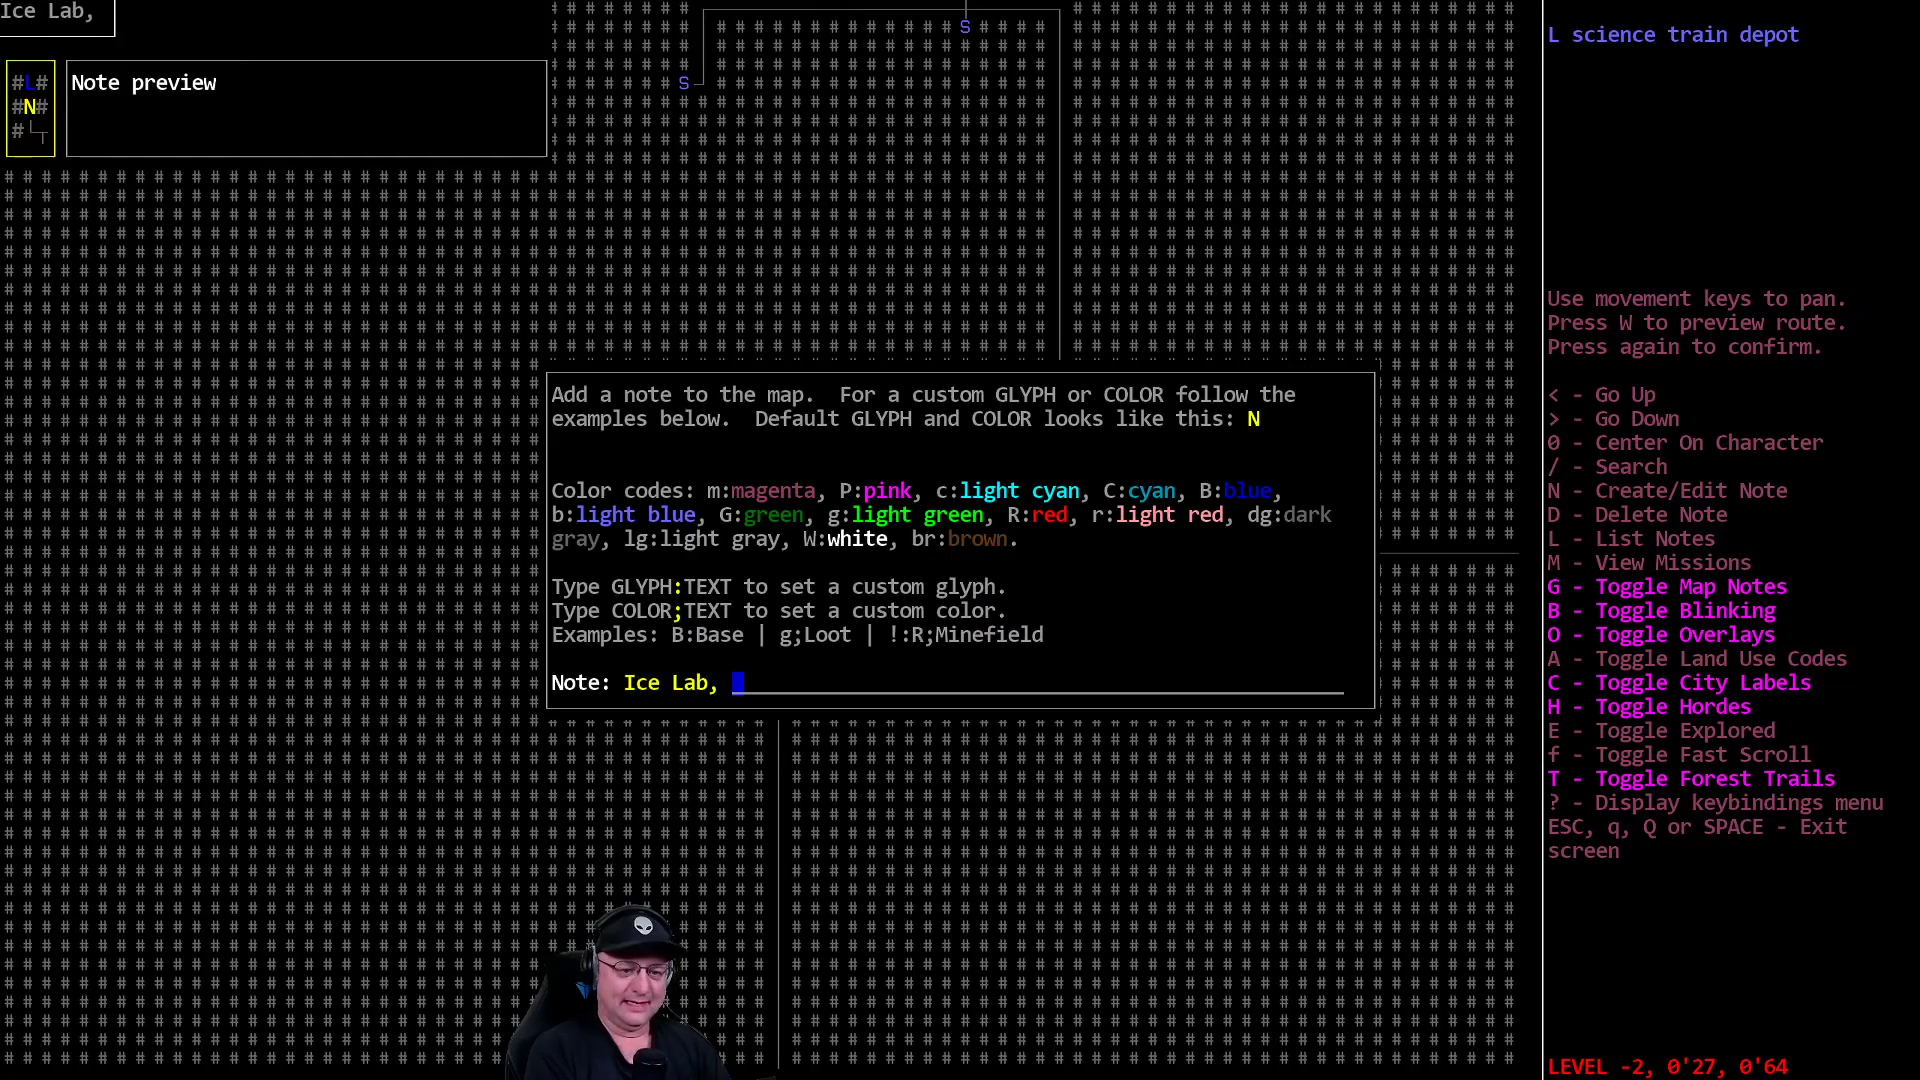 Ice Lab,
L science train depot
#L#
#N#
#
Note preview
S
S
Add a note to the map.  For a custom GLYPH or COLOR follow the
examples below.  Default GLYPH and COLOR looks like this: N
Color codes: m:magenta, P:pink, c:light cyan, C:cyan, B:blue,
b:light blue, G:green, g:light green, R:red, r:light red, dg:dark
gray, lg:light gray, W:white, br:brown.
Type GLYPH:TEXT to set a custom glyph.
Type COLOR;TEXT to set a custom color.
Examples: B:Base | g;Loot | !:R;Minefield
Note: Ice Lab,
Use movement keys to pan.
Press W to preview route.
Press again to confirm.
< - Go Up
> - Go Down
0 - Center On Character
/ - Search
N - Create/Edit Note
D - Delete Note
L - List Notes
M - View Missions
G - Toggle Map Notes
B - Toggle Blinking
O - Toggle Overlays
A - Toggle Land Use Codes
C - Toggle City Labels
H - Toggle Hordes
E - Toggle Explored
f - Toggle Fast Scroll
T - Toggle Forest Trails
? - Display keybindings menu
ESC, q, Q or SPACE - Exit
screen
LEVEL -2, 0'27, 0'64